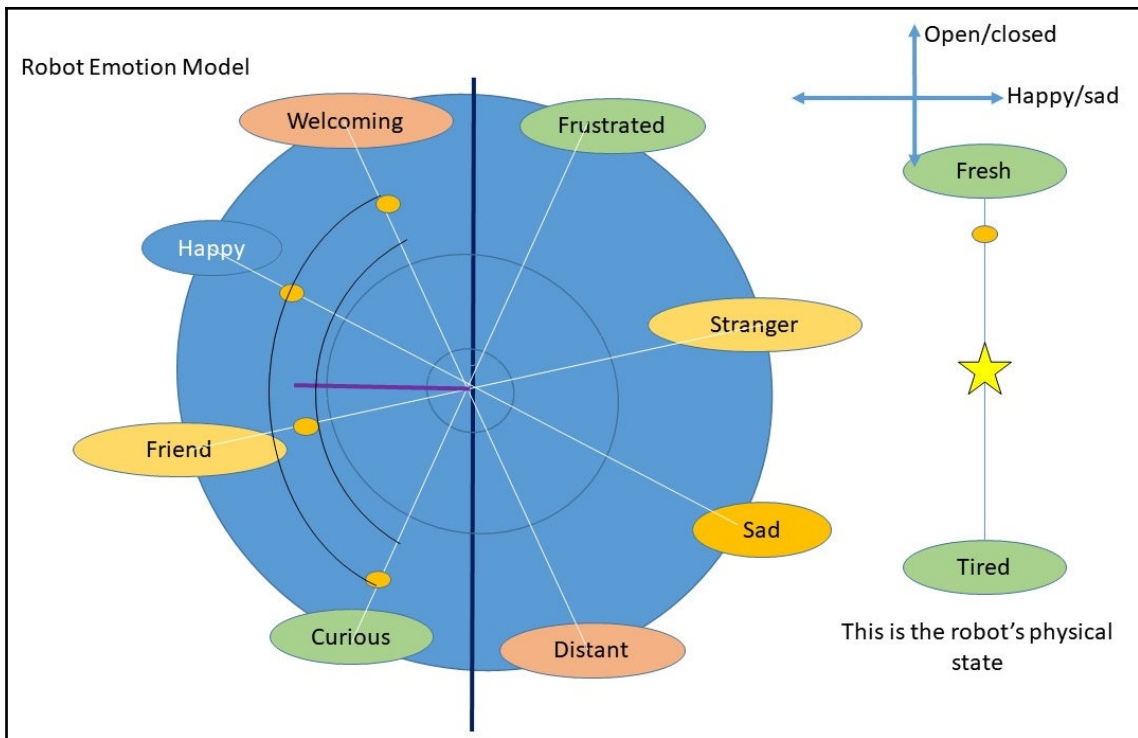 Robot Emotion Model
Open/closed
Happy/sad
Welcoming
Frustrated
Fresh
Happy
Stranger
Friend
Sad
Tired
Curious
Distant
This is the robot's physical
state